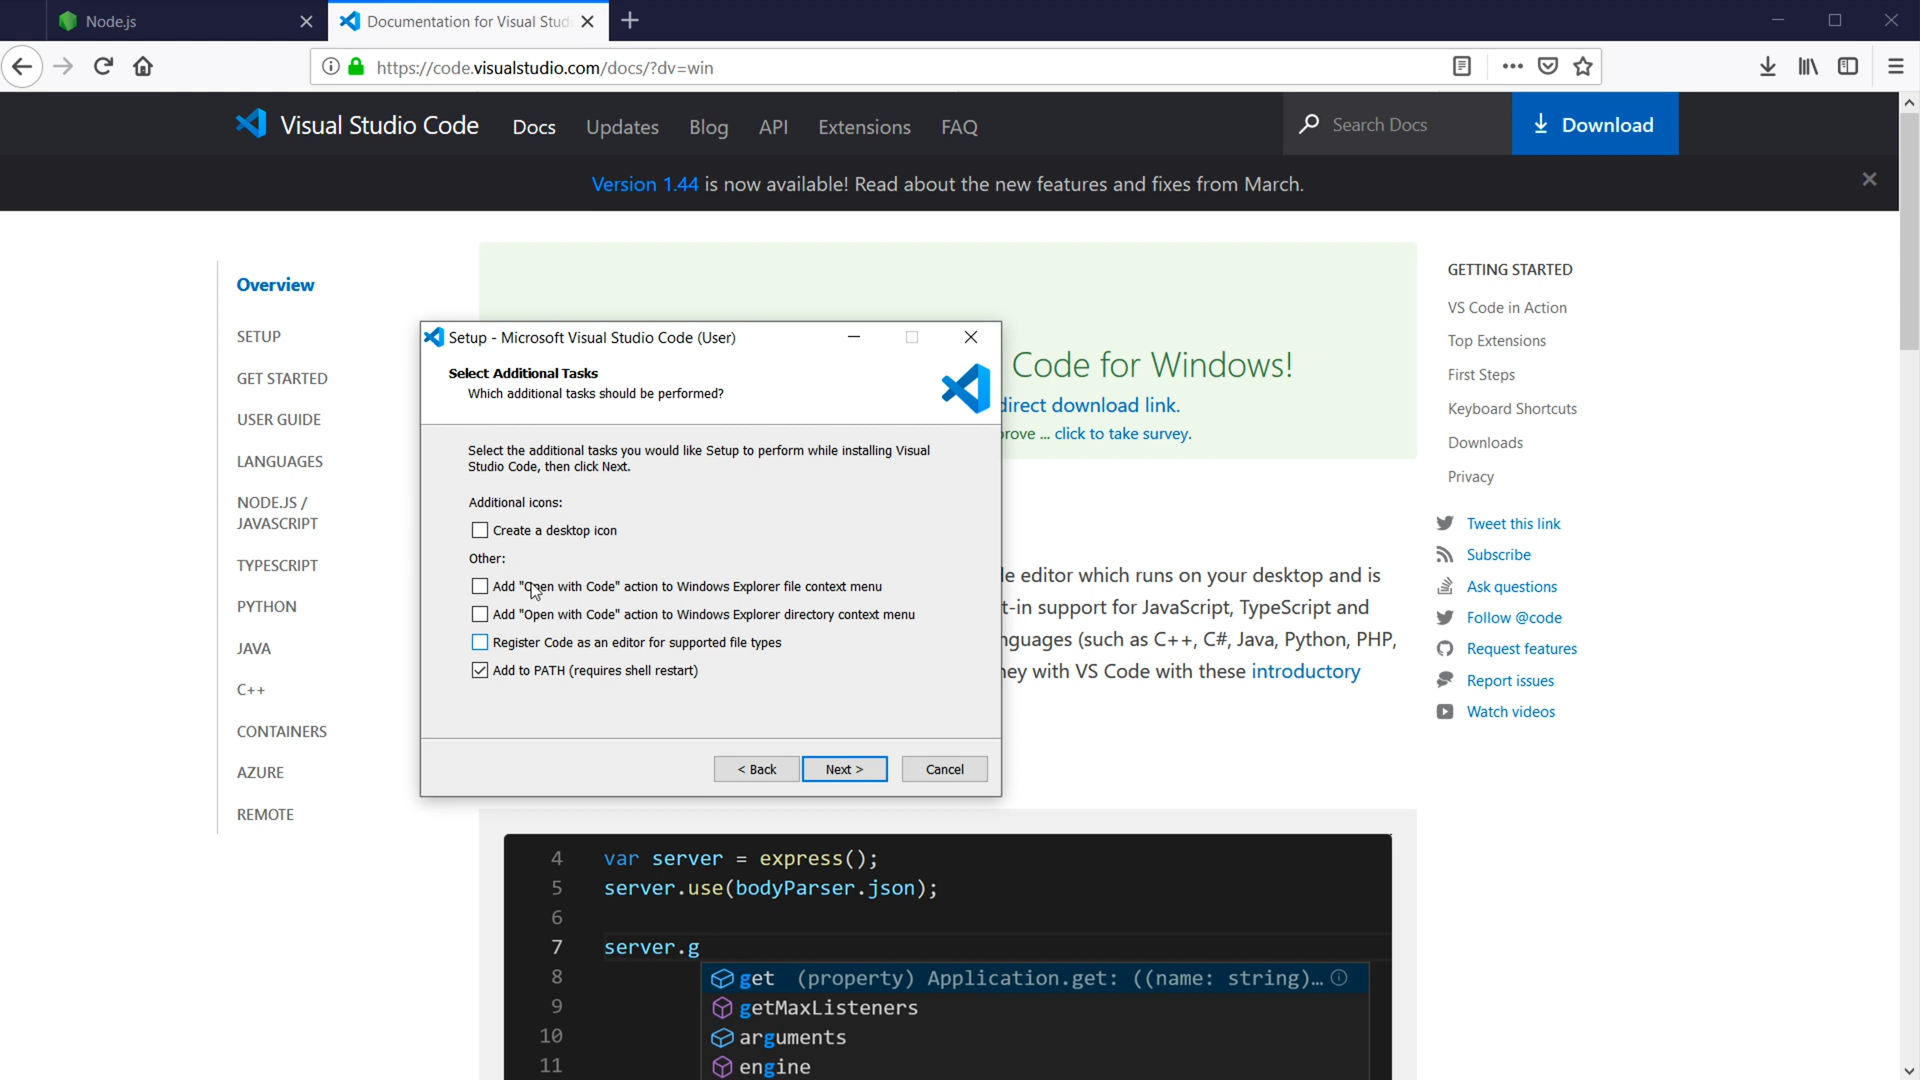 Node.js
Documentation for Visual Studi
https://code.visualstudio.com/docs/?dv=win
Visual Studio Code
Docs
Updates
Blog
API
Extensions
FAQ
Search Docs
Download
Version 1.44 is now available! Read about the new features and fixes from March.
Overview
SETUP
GET STARTED
USER GUIDE
LANGUAGES
NODE.JS /
JAVASCRIPT
TYPESCRIPT
PYTHON
JAVA
C++
CONTAINERS
AZURE
REMOTE
Code for Windows!
direct download link.
prove ... click to take survey.
le editor which runs on your desktop and is
t-in support for JavaScript, TypeScript and
nguages (such as C++, C#, Java, Python, PHP,
ney with VS Code with these introductory
Setup - Microsoft Visual Studio Code (User)
Select Additional Tasks
Which additional tasks should be performed?
Select the additional tasks you would like Setup to perform while installing Visual
Studio Code, then click Next.
Additional icons:
Create a desktop icon
Other:
Add "Open with Code" action to Windows Explorer file context menu
Add "Open with Code" action to Windows Explorer directory context menu
Register Code as an editor for supported file types
Add to PATH (requires shell restart)
< Back
Next >
Cancel
4 var server = express();
5 server.use(bodyParser.json);
6
7 server.g
8 get (property) Application.get: ((name: string)…
9 getMaxListeners
10 arguments
11 engine
GETTING STARTED
VS Code in Action
Top Extensions
First Steps
Keyboard Shortcuts
Downloads
Privacy
Tweet this link
Subscribe
Ask questions
Follow @code
Request features
Report issues
Watch videos